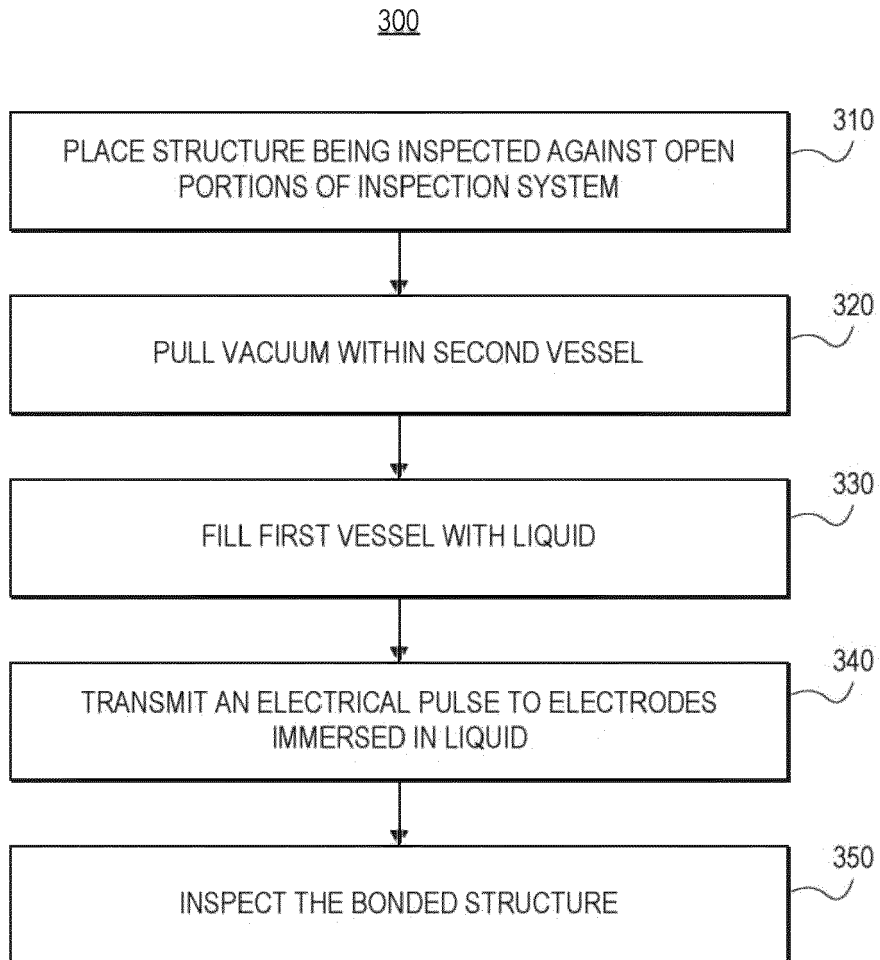 300
310
PLACE STRUCTURE BEING INSPECTED AGAINST OPEN
PORTIONS OF INSPECTION SYSTEM
320
PULL VACUUM WITHIN SECOND VESSEL
330
FILL FIRST VESSEL WITH LIQUID
340
TRANSMIT AN ELECTRICAL PULSE TO ELECTRODES
IMMERSED IN LIQUID
350
INSPECT THE BONDED STRUCTURE